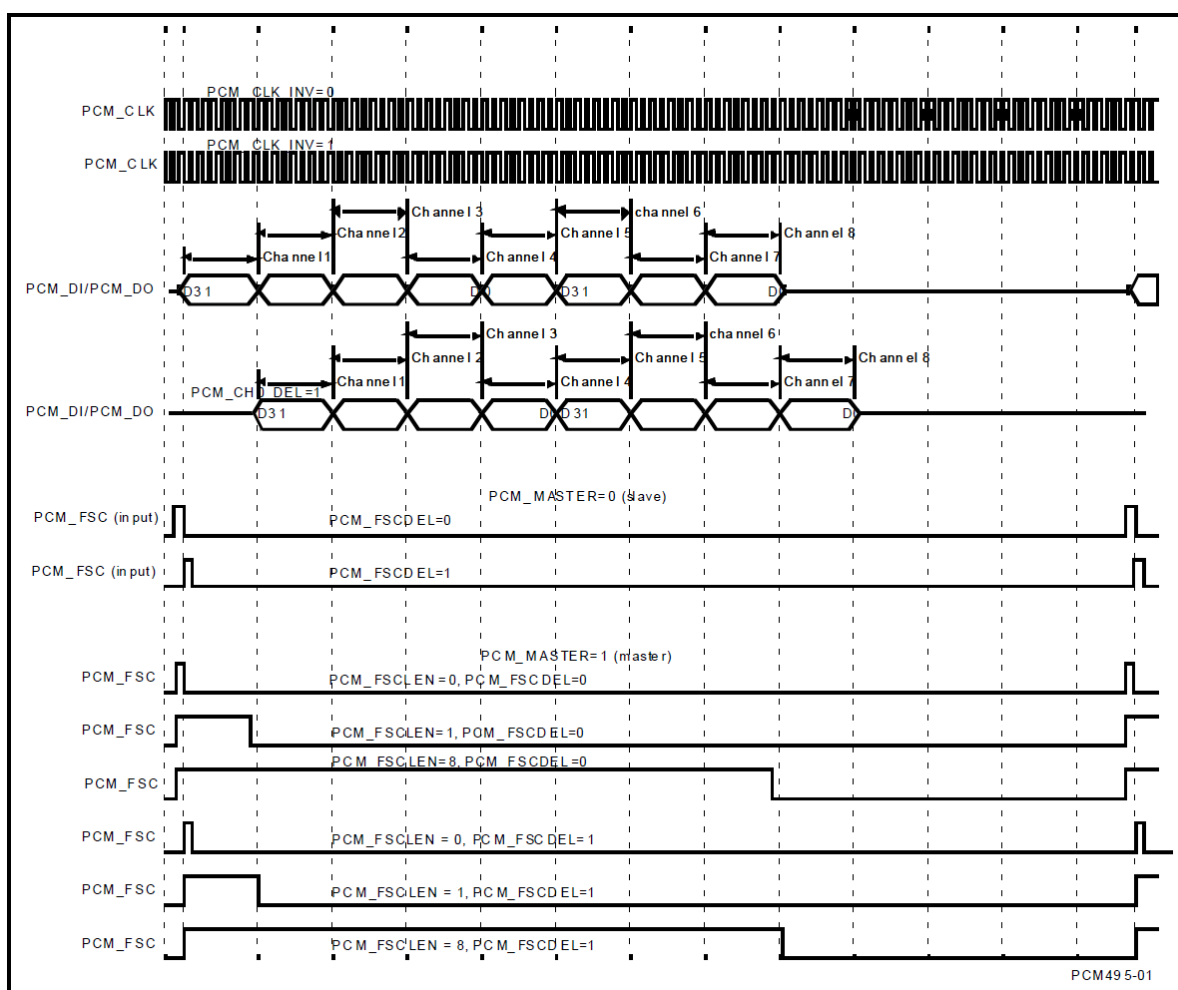 PCM_CLK_INV=0
PCM_CLK
PCM_CLK_INV=1
PCM_CLK
Channel 3
channel 6
Channel 2
Channel 5
Channel 8
Channel 1
Channel 4
Channel 7
PCM_DI/PCM_DO
D31
D0
D31
D0
Channel 3
channel 6
Channel 2
Channel 5
Channel 8
PCM_CH0_DEL=1
Channel 1
Channel 4
Channel 7
PCM_DI/PCM_DO
D31
D0
D31
D0
PCM_MASTER=0 (slave)
PCM_FSC (input)
PCM_FSCDEL=0
PCM_FSC (input)
PCM_FSCDEL=1
PCM_MASTER=1 (master)
PCM_FSC
PCM_FSCLEN = 0, PCM_FSCDEL=0
PCM_FSC
PCM_FSCLEN=1, PCM_FSCDEL=0
PCM_FSCLEN=8, PCM_FSCDEL=0
PCM_FSC
PCM_FSC
PCM_FSCLEN = 0, PCM_FSCDEL=1
PCM_FSC
PCM_FSCLEN = 1, PCM_FSCDEL=1
PCM_FSC
PCM_FSCLEN = 8, PCM_FSCDEL=1
PCM495-01